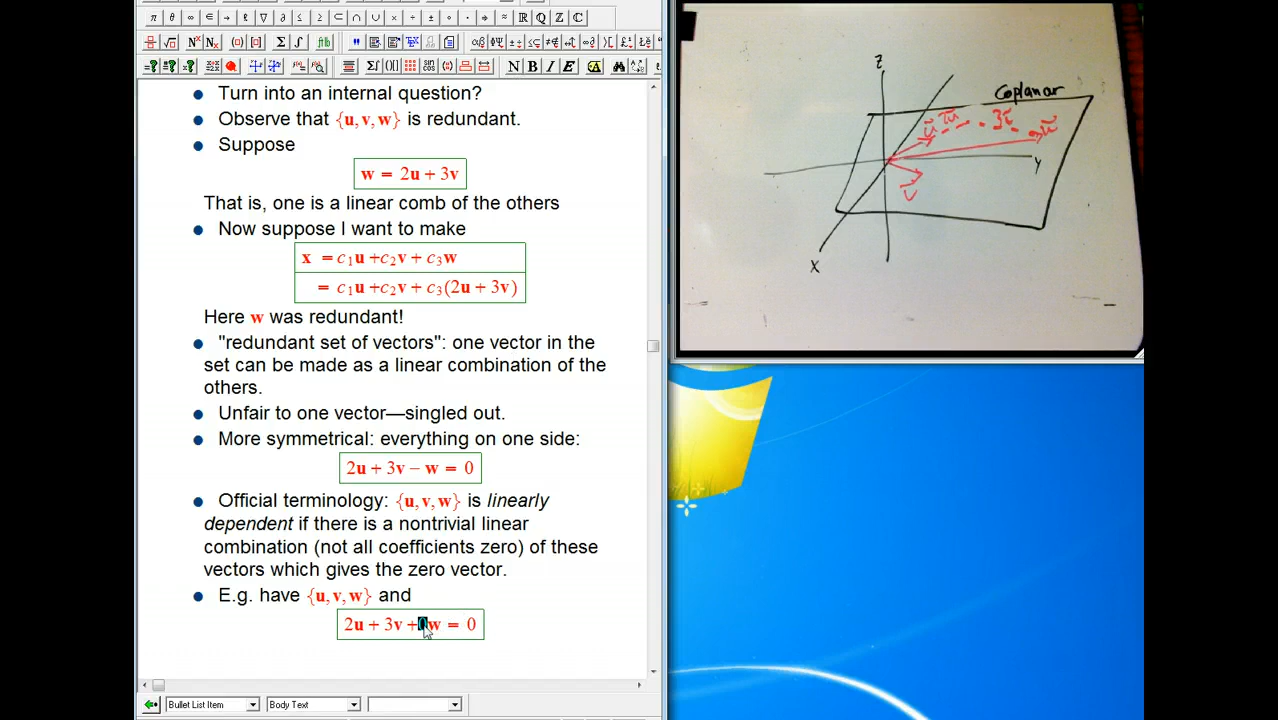 Turn into an internal question?
Observe that {u, v, w} is redundant.
Suppose
w = 2u + 3v
That is, one is a linear comb of the others
Now suppose I want to make
x = c₁u +c₂v + c₃w
= c₁u +c₂v + c₃(2u + 3v)
Here w was redundant!
"redundant set of vectors": one vector in the
set can be made as a linear combination of the
others.
Unfair to one vector—singled out.
More symmetrical: everything on one side:
2u + 3v − w = 0
Official terminology: {u, v, w} is linearly
dependent if there is a nontrivial linear
combination (not all coefficients zero) of these
vectors which gives the zero vector.
E.g. have {u, v, w} and
2u + 3v +0w = 0
Bullet List Item
Body Text
z
Coplanar
y
x